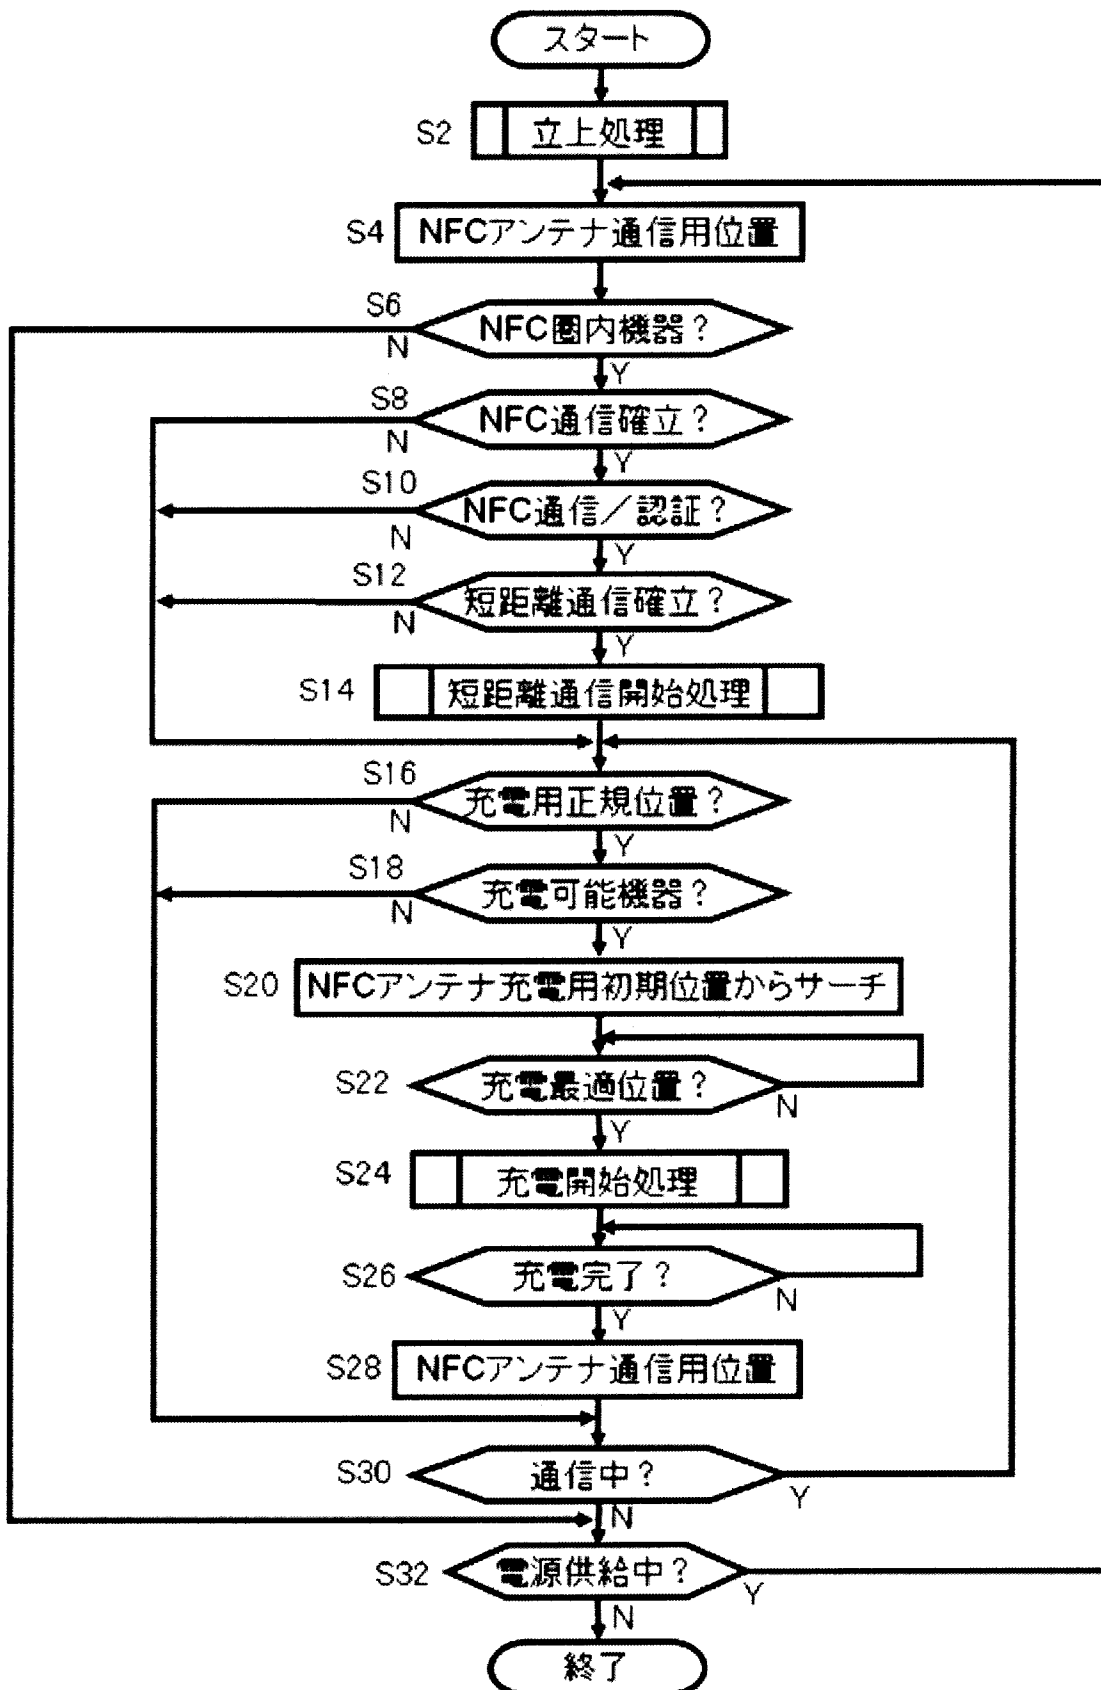 スタート
S2 立上処理
S4 NFCアンテナ通信用位置
S6 NFC圏内機器？
N
Y
S8 NFC通信確立？
N
Y
S10 NFC通信／認証？
N
Y
S12 短距離通信確立？
N
Y
S14 短距離通信開始処理
S16 充電用正規位置？
N
Y
S18 充電可能機器？
N
Y
S20 NFCアンテナ充電用初期位置からサーチ
S22 充電最適位置？
N
Y
S24 充電開始処理
S26 充電完了？
N
Y
S28 NFCアンテナ通信用位置
S30 通信中？
Y
N
S32 電源供給中？
Y
N
終了